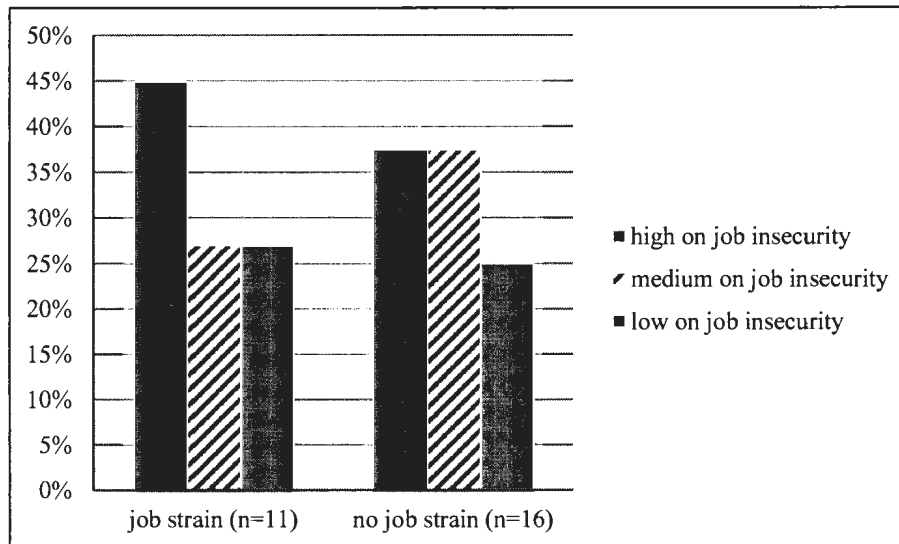 50%
45%
40%
35%
30%
25%
20%
15%
10%
5%
0%
job strain (n=11) no job strain (n=16)
high on job insecurity
medium on job insecurity
low on job insecurity